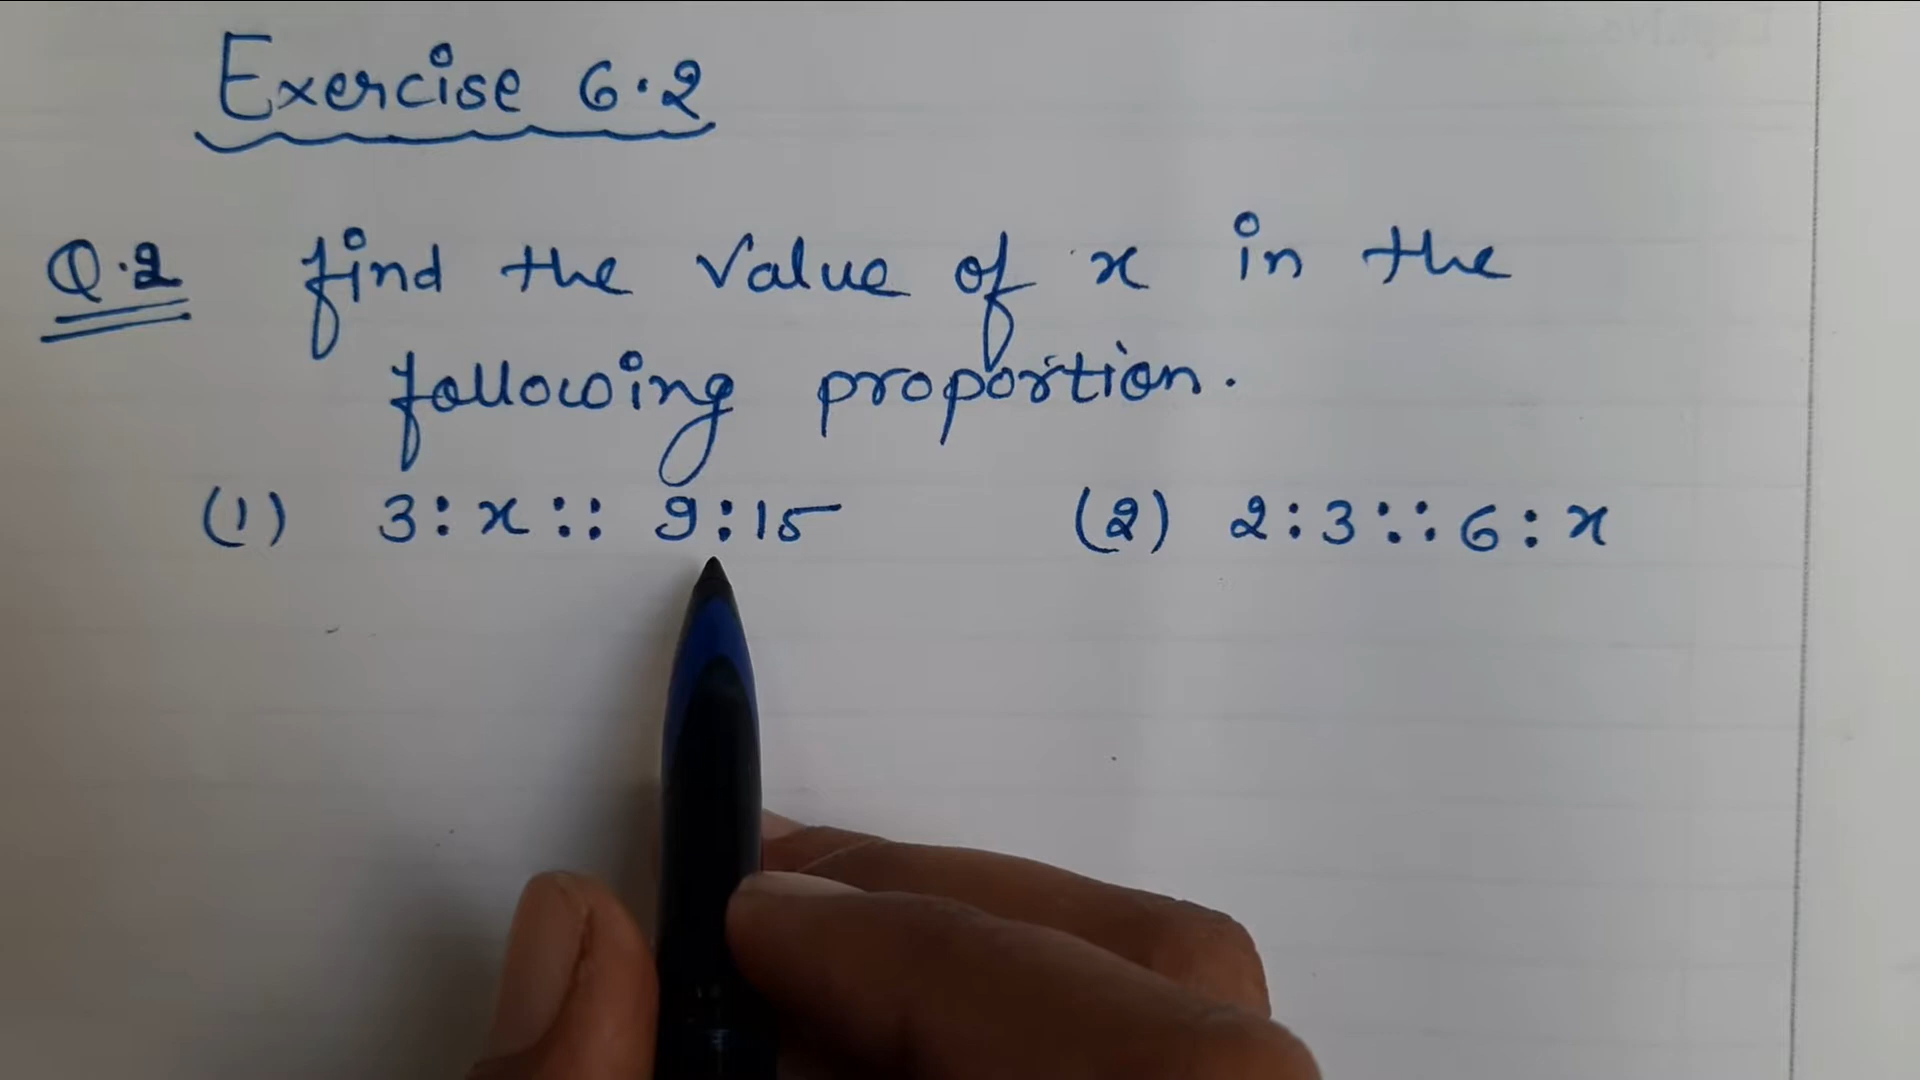 Exercise 6.2
Q.2 find the value of x in the
following proportion.
(1) 3:x:: 9:15 (2) 2:3::6:x